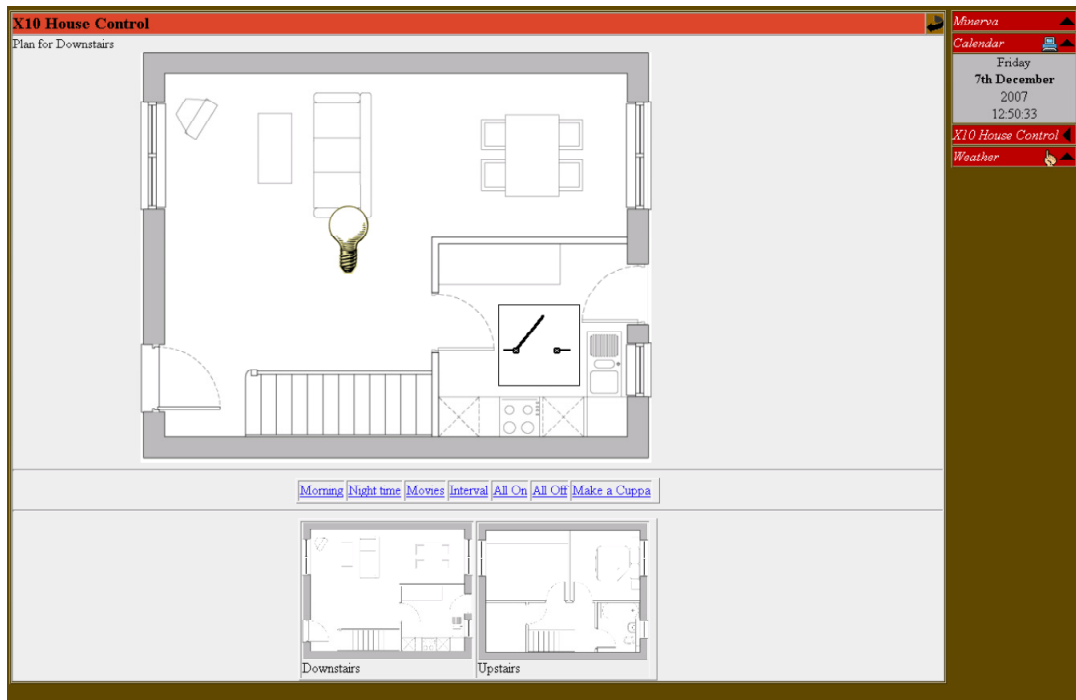 X10 House Control
Plan for Downstairs
Morning Night time Movies Interval All On All Off Make a Cuppa
Downstairs Upstairs
Minerva
Calendar
Friday
7th December
2007
12:50:33
X10 House Control
Weather